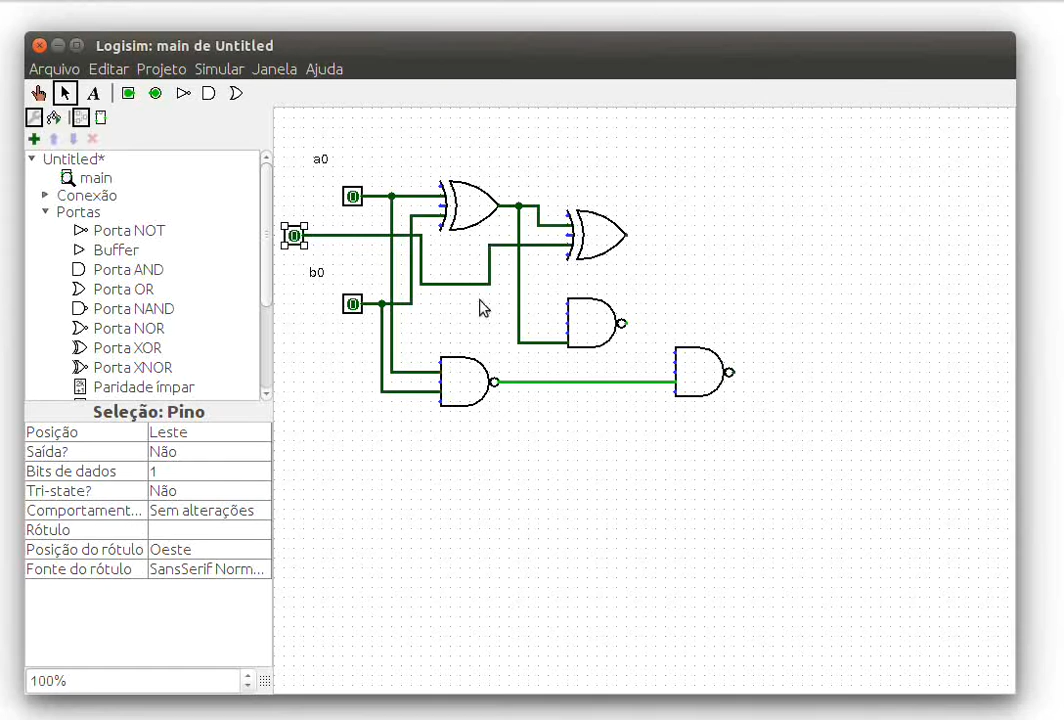 Logisim: main de Untitled
Arquivo Editar Projeto Simular Janela Ajuda
A
Untitled*
main
Conexão
Portas
Porta NOT
Buffer
Porta AND
Porta OR
Porta NAND
Porta NOR
Porta XOR
Porta XNOR
Paridade ímpar
Seleção: Pino
Posição Leste
Saída? Não
Bits de dados 1
Tri-state? Não
Comportament... Sem alterações
Rótulo
Posição do rótulo Oeste
Fonte do rótulo SansSerif Norm...
100%
a0
b0